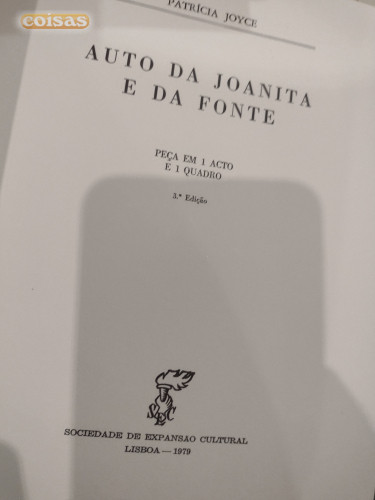 coisas
PATRÍCIA JOYCE
AUTO DA JOANITA
E DA FONTE
PEÇA EM 1 ACTO
E 1 QUADRO
3.ª Edição
SEC
SOCIEDADE DE EXPANSÃO CULTURAL
LISBOA — 1979